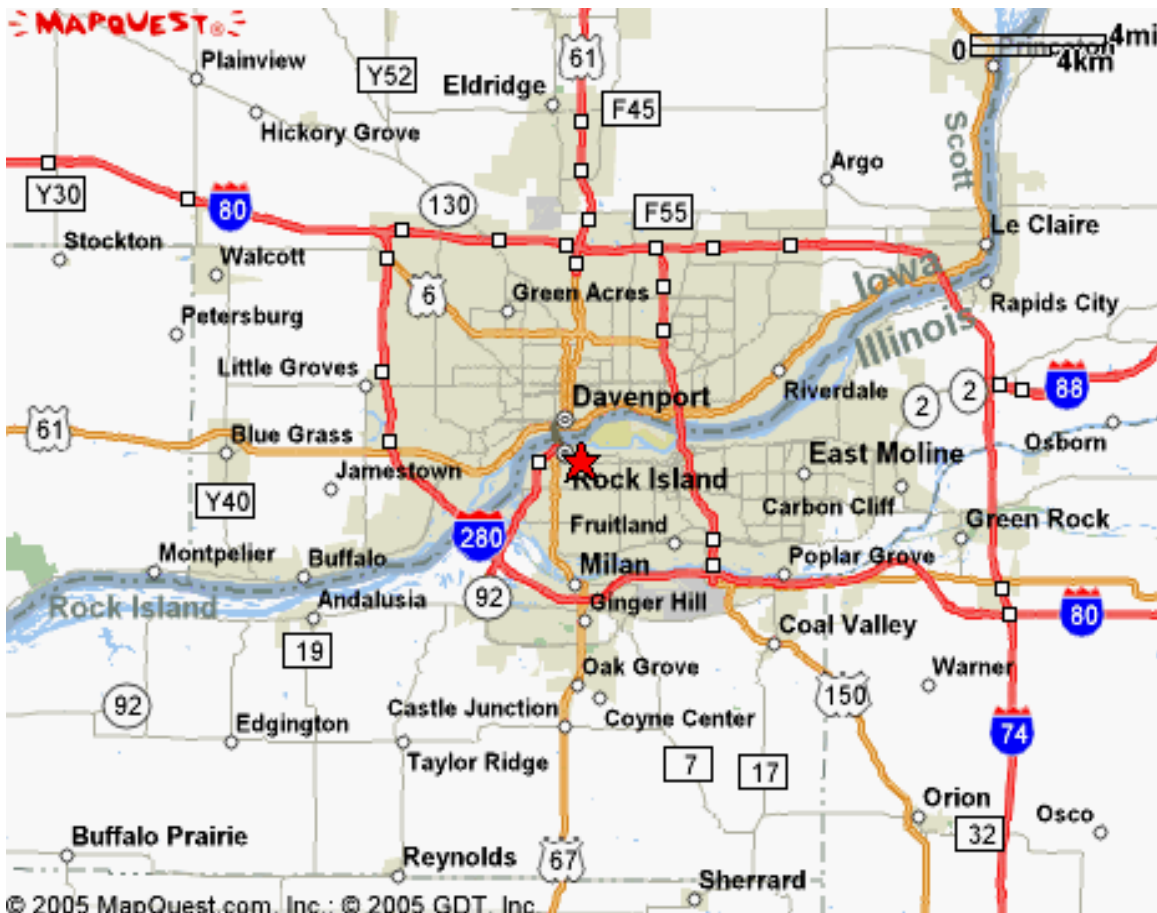 MAPQUEST®
Plainview
Y52
Eldridge
61
0
4mi
Princeton
4km
Hickory Grove
F45
Scott
Argo
Y30
80
130
F55
Stockton
Walcott
Le Claire
6
Green Acres
Iowa
Rapids City
Petersburg
Illinois
Little Groves
Riverdale
88
Davenport
2
2
61
Blue Grass
Osborn
Jamestown
East Moline
Rock Island
Y40
Carbon Cliff
280
Fruitland
Green Rock
Montpelier
Buffalo
Milan
Poplar Grove
Rock Island
Andalusia
92
Ginger Hill
80
19
Coal Valley
Oak Grove
Warner
92
150
Edgington
Castle Junction
Coyne Center
74
Taylor Ridge
7
17
Orion
Osco
32
Buffalo Prairie
Reynolds
67
Sherrard
© 2005 MapQuest.com, Inc.; © 2005 GDT, Inc.